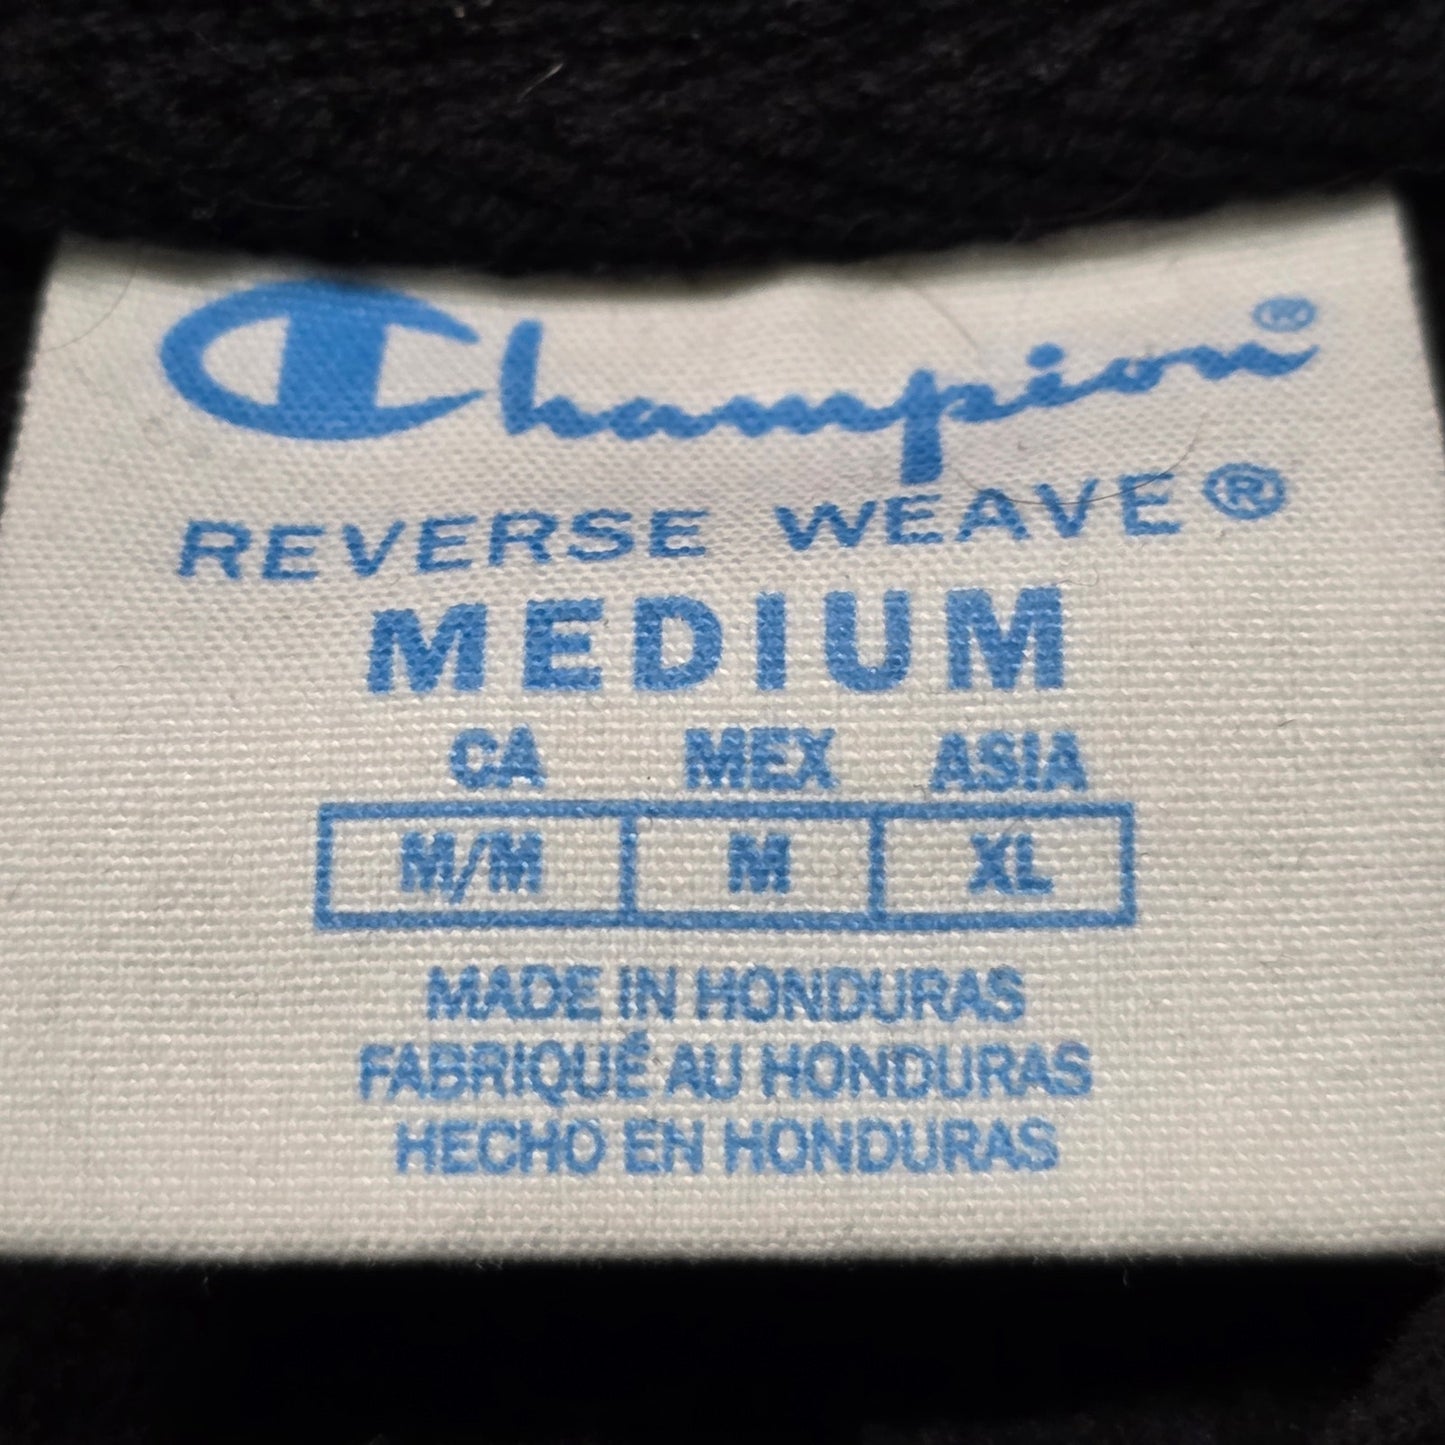 Champion®
REVERSE WEAVE®
MEDIUM
CA MEX ASIA
M/M M XL
MADE IN HONDURAS
FABRIQUÉ AU HONDURAS
HECHO EN HONDURAS